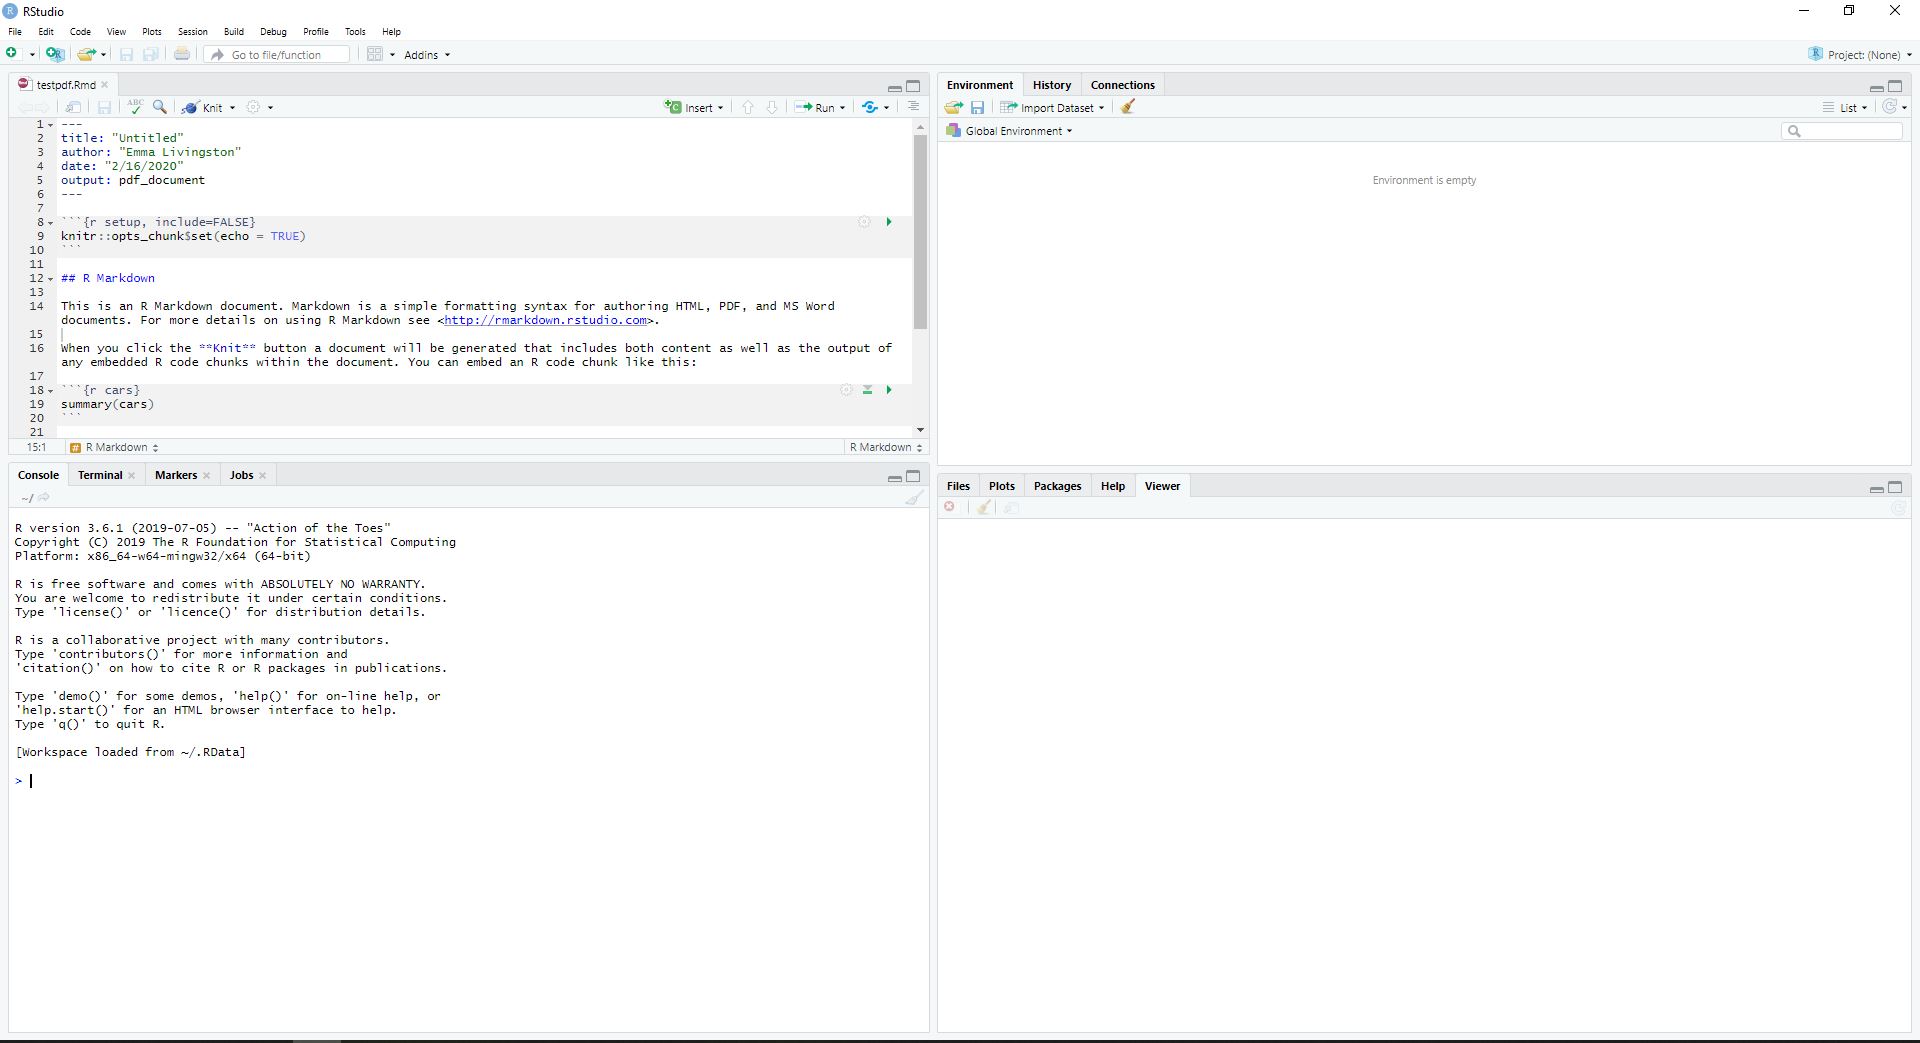 RStudio
File Edit Code View Plots Session Build Debug Profile Tools Help
Go to file/function Addins Project: (None)
testpdf.Rmd
Knit Insert Run
1 ---
2 title: "Untitled"
3 author: "Emma Livingston"
4 date: "2/16/2020"
5 output: pdf_document
6 ---
7
8 ```{r setup, include=FALSE}
9 knitr::opts_chunk$set(echo = TRUE)
10 ```
11
12 ## R Markdown
13
14 This is an R Markdown document. Markdown is a simple formatting syntax for authoring HTML, PDF, and MS Word
documents. For more details on using R Markdown see <http://rmarkdown.rstudio.com>.
15
16 When you click the **Knit** button a document will be generated that includes both content as well as the output of
any embedded R code chunks within the document. You can embed an R code chunk like this:
17
18 ```{r cars}
19 summary(cars)
20 ```
21
15:1 # R Markdown R Markdown
Console Terminal Markers Jobs
~/
R version 3.6.1 (2019-07-05) -- "Action of the Toes"
Copyright (C) 2019 The R Foundation for Statistical Computing
Platform: x86_64-w64-mingw32/x64 (64-bit)
R is free software and comes with ABSOLUTELY NO WARRANTY.
You are welcome to redistribute it under certain conditions.
Type 'license()' or 'licence()' for distribution details.
R is a collaborative project with many contributors.
Type 'contributors()' for more information and
'citation()' on how to cite R or R packages in publications.
Type 'demo()' for some demos, 'help()' for on-line help, or
'help.start()' for an HTML browser interface to help.
Type 'q()' to quit R.
[Workspace loaded from ~/.RData]
>
Environment History Connections
Import Dataset List
Global Environment
Environment is empty
Files Plots Packages Help Viewer